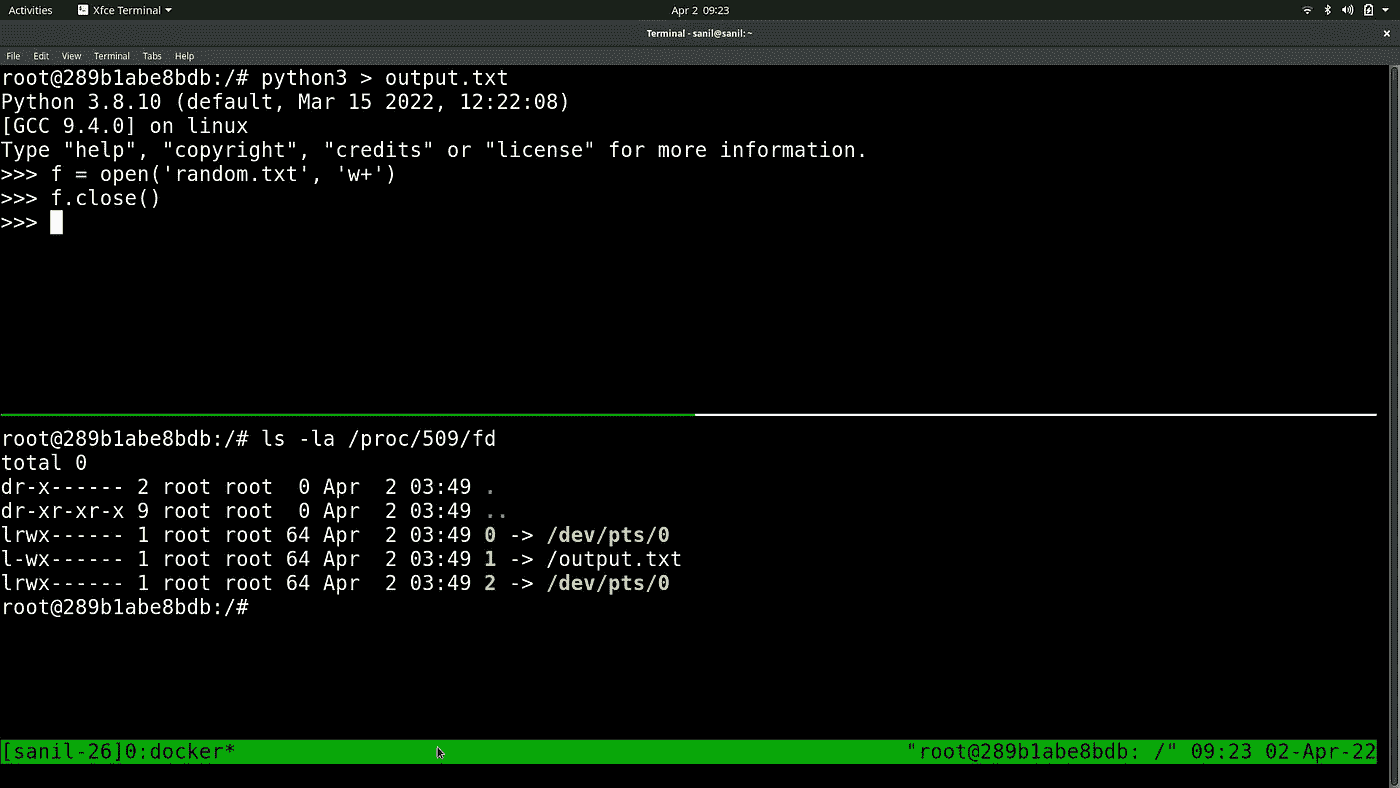 Activities Xfce Terminal Apr 2 09:23
Terminal - sanil@sanil: ~
File Edit View Terminal Tabs Help
root@289b1abe8bdb:/# python3 > output.txt
Python 3.8.10 (default, Mar 15 2022, 12:22:08)
[GCC 9.4.0] on linux
Type "help", "copyright", "credits" or "license" for more information.
>>> f = open('random.txt', 'w+')
>>> f.close()
>>>
root@289b1abe8bdb:/# ls -la /proc/509/fd
total 0
dr-x------ 2 root root  0 Apr  2 03:49 .
dr-xr-xr-x 9 root root  0 Apr  2 03:49 ..
lrwx------ 1 root root 64 Apr  2 03:49 0 -> /dev/pts/0
l-wx------ 1 root root 64 Apr  2 03:49 1 -> /output.txt
lrwx------ 1 root root 64 Apr  2 03:49 2 -> /dev/pts/0
root@289b1abe8bdb:/#
[sanil-26]0:docker* "root@289b1abe8bdb: /" 09:23 02-Apr-22